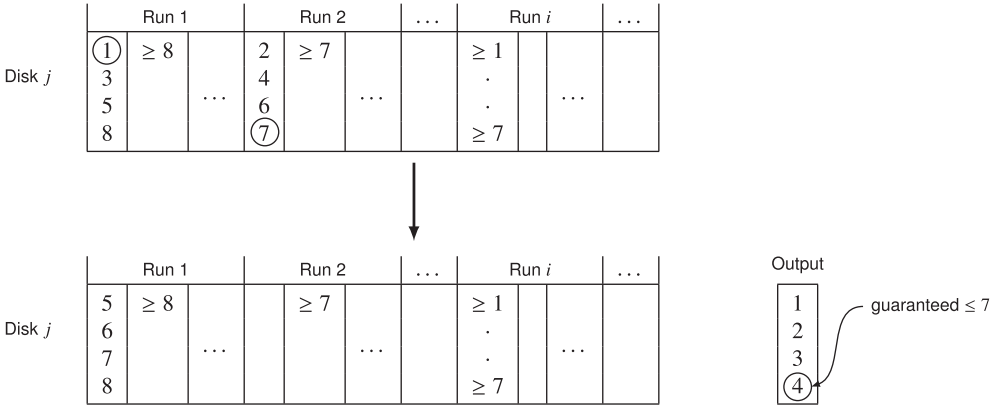 Run 1 Run 2 ... Run i ...
1 ≥ 8 2 ≥ 7 ≥ 1
Disk j 3 4 ·
5 ... 6 ... · ...
8 7 ≥ 7
Run 1 Run 2 ... Run i ...
Output
5 ≥ 8 ≥ 7 ≥ 1 1 guaranteed ≤ 7
Disk j 6 · 2
7 ... ... · ... 3
8 ≥ 7 4